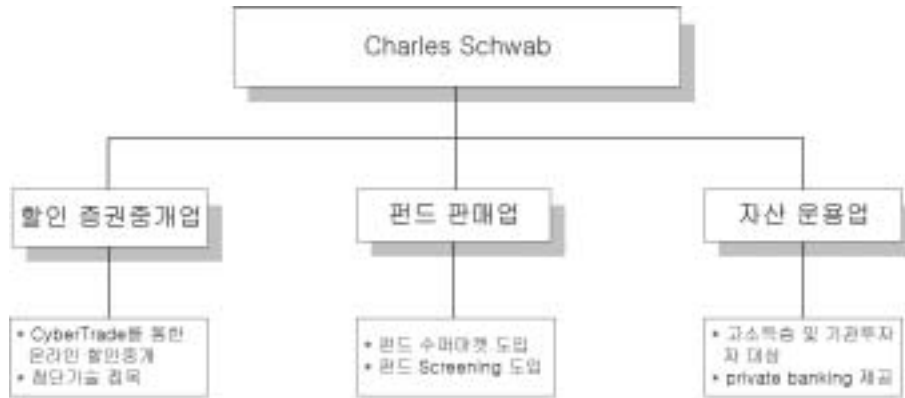 Charles Schwab
할인 증권중개업
펀드 판매업
자산 운용업
* CyberTrade를 통한
온라인 할인중개
* 첨단기술 접목
* 펀드 수퍼마켓 도입
* 펀드 Screening 도입
* 고소득층 및 기관투자
자 대상
* private banking 제공